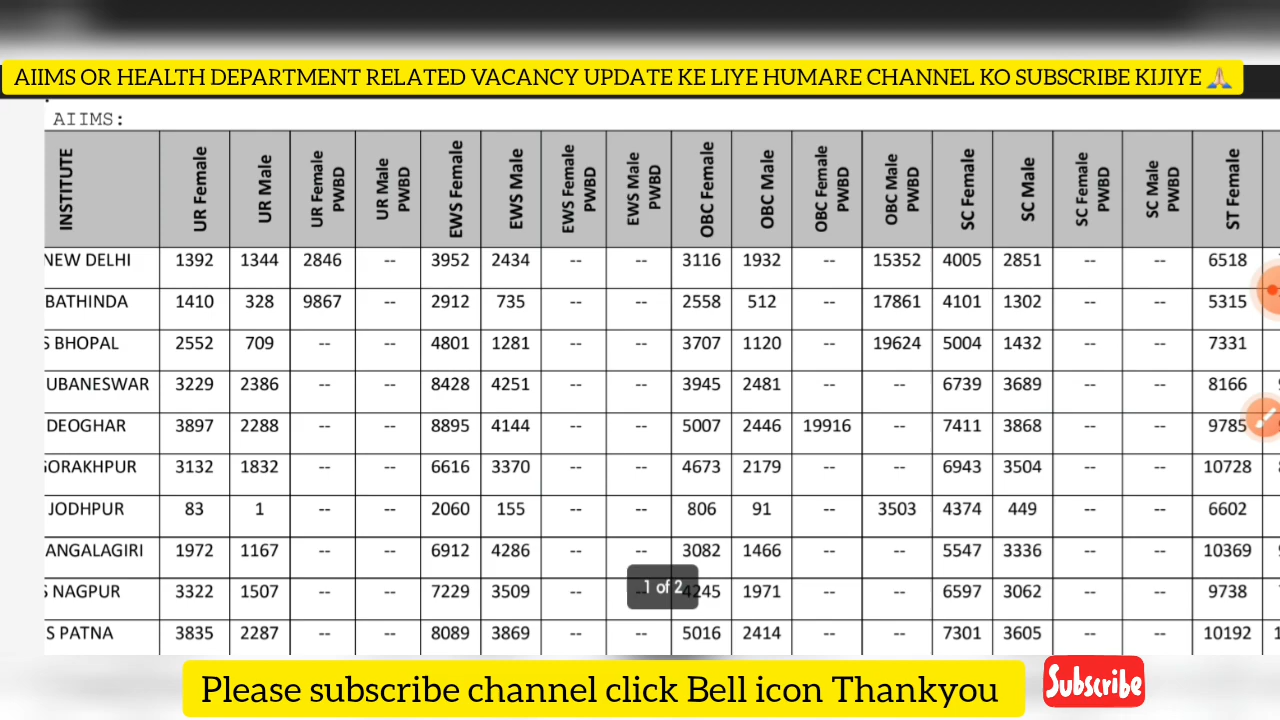 AIIMS OR HEALTH DEPARTMENT RELATED VACANCY UPDATE KE LIYE HUMARE CHANNEL KO SUBSCRIBE KIJIYE 🙏
AIIMS:
INSTITUTE UR Female UR Male UR Female PWBD UR Male PWBD EWS Female EWS Male EWS Female PWBD EWS Male PWBD OBC Female OBC Male OBC Female PWBD OBC Male PWBD SC Female SC Male SC Female PWBD SC Male PWBD ST Female
NEW DELHI 1392 1344 2846 -- 3952 2434 -- -- 3116 1932 -- 15352 4005 2851 -- -- 6518
BATHINDA 1410 328 9867 -- 2912 735 -- -- 2558 512 -- 17861 4101 1302 -- -- 5315
S BHOPAL 2552 709 -- -- 4801 1281 -- -- 3707 1120 -- 19624 5004 1432 -- -- 7331
UBANESWAR 3229 2386 -- -- 8428 4251 -- -- 3945 2481 -- -- 6739 3689 -- -- 8166
DEOGHAR 3897 2288 -- -- 8895 4144 -- -- 5007 2446 19916 -- 7411 3868 -- -- 9785
GORAKHPUR 3132 1832 -- -- 6616 3370 -- -- 4673 2179 -- -- 6943 3504 -- -- 10728
JODHPUR 83 1 -- -- 2060 155 -- -- 806 91 -- 3503 4374 449 -- -- 6602
ANGALAGIRI 1972 1167 -- -- 6912 4286 -- -- 3082 1466 -- -- 5547 3336 -- -- 10369
S NAGPUR 3322 1507 -- -- 7229 3509 -- -- 4245 1971 -- -- 6597 3062 -- -- 9738
1 of 2
S PATNA 3835 2287 -- -- 8089 3869 -- -- 5016 2414 -- -- 7301 3605 -- -- 10192
Please subscribe channel click Bell icon Thankyou
Subscribe